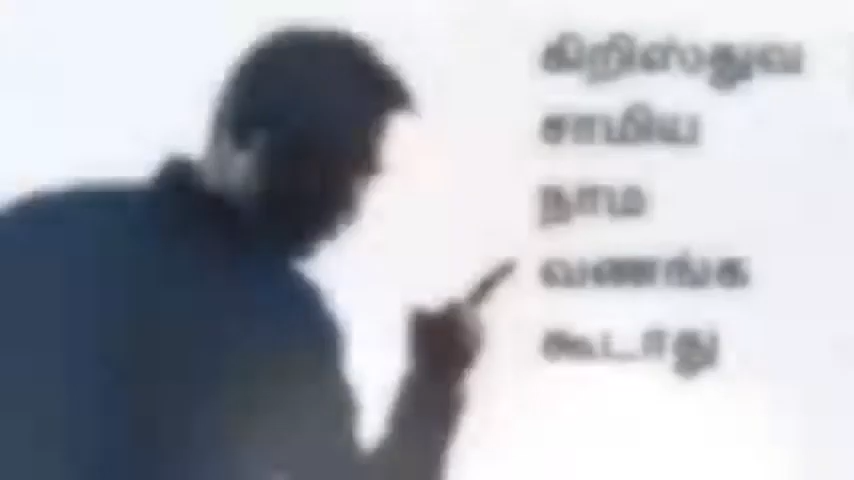 கிறிஸ்துவ
சாமிய
நாம
வணங்க
கூடாது